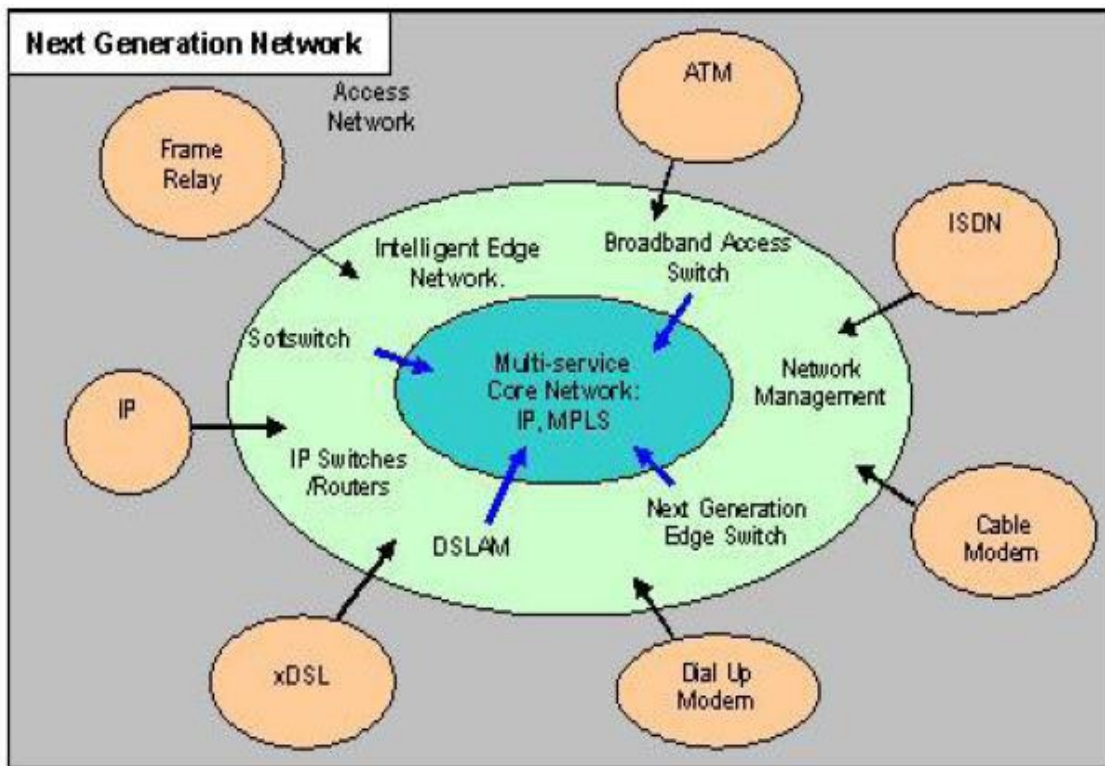 Next Generation Network
Access
Network
ATM
Frame
Relay
ISDN
Intelligent Edge
Network.
Broadband Access
Switch
Softswitch
Multi-service
Core Network:
IP, MPLS
Network
Management
IP
IP Switches
/Routers
Next Generation
Edge Switch
DSLAM
Cable
Modem
xDSL
Dial Up
Modem